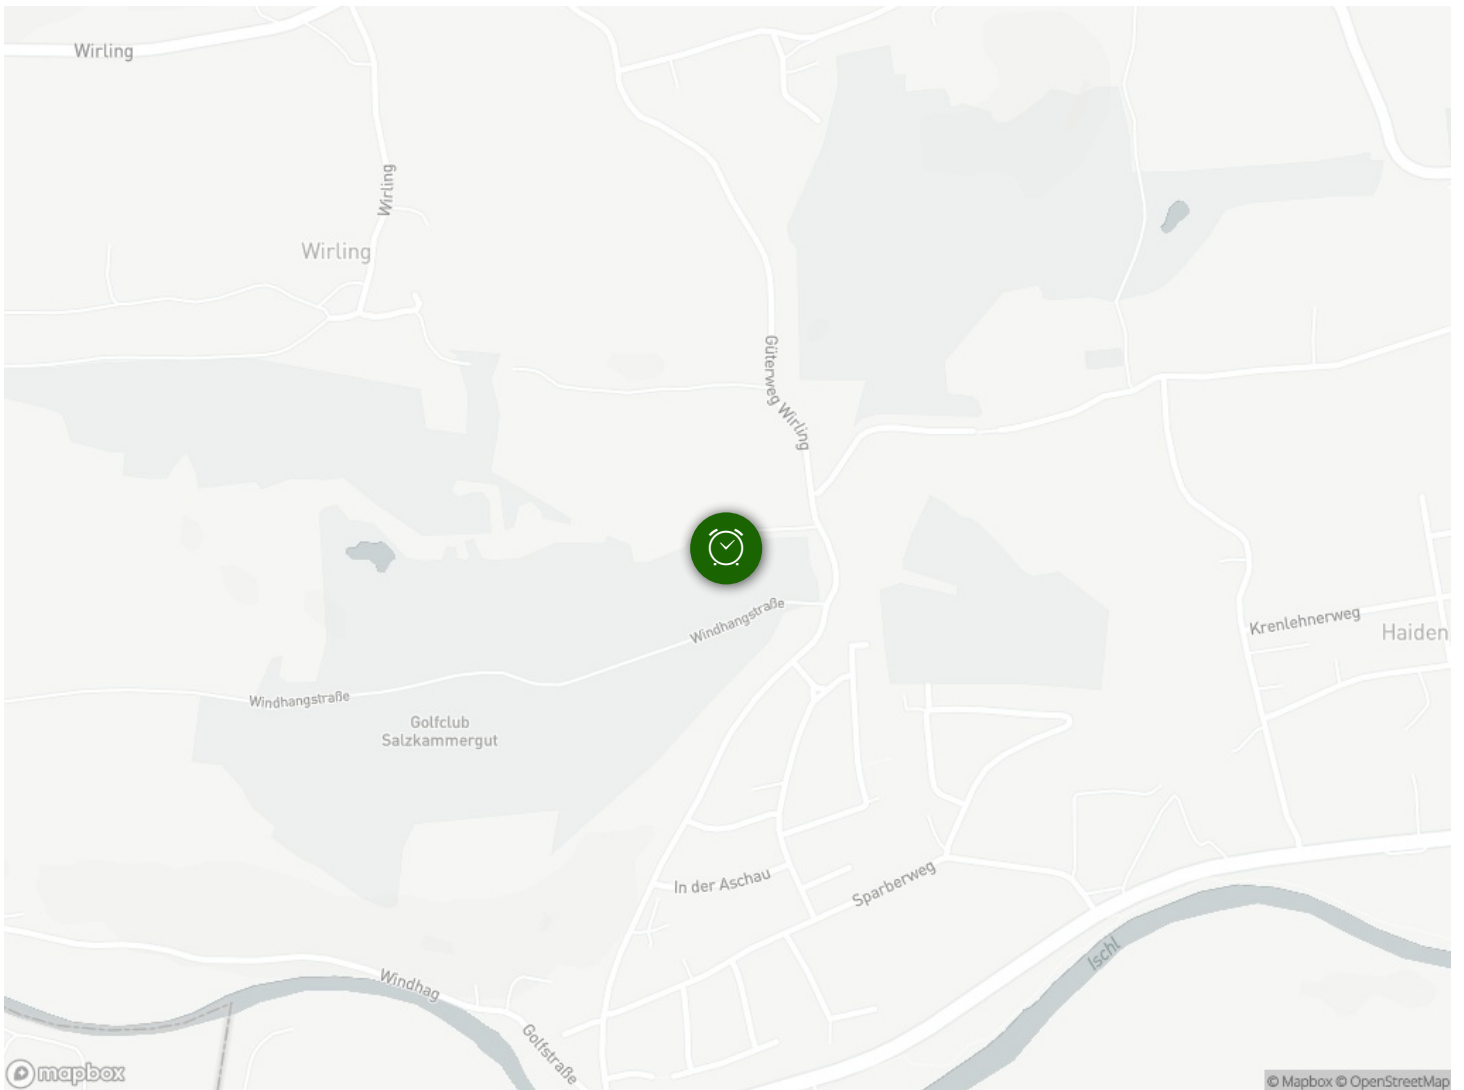 Wirling
Wirling
Wirling
Güterweg Wirling
Windhangstraße
Krenlehnerweg
Haiden
Windhangstraße
Golfclub
Salzkammergut
In der Aschau
Sparberweg
Ischl
Windhag
Golfstraße
mapbox
© Mapbox © OpenStreetMap